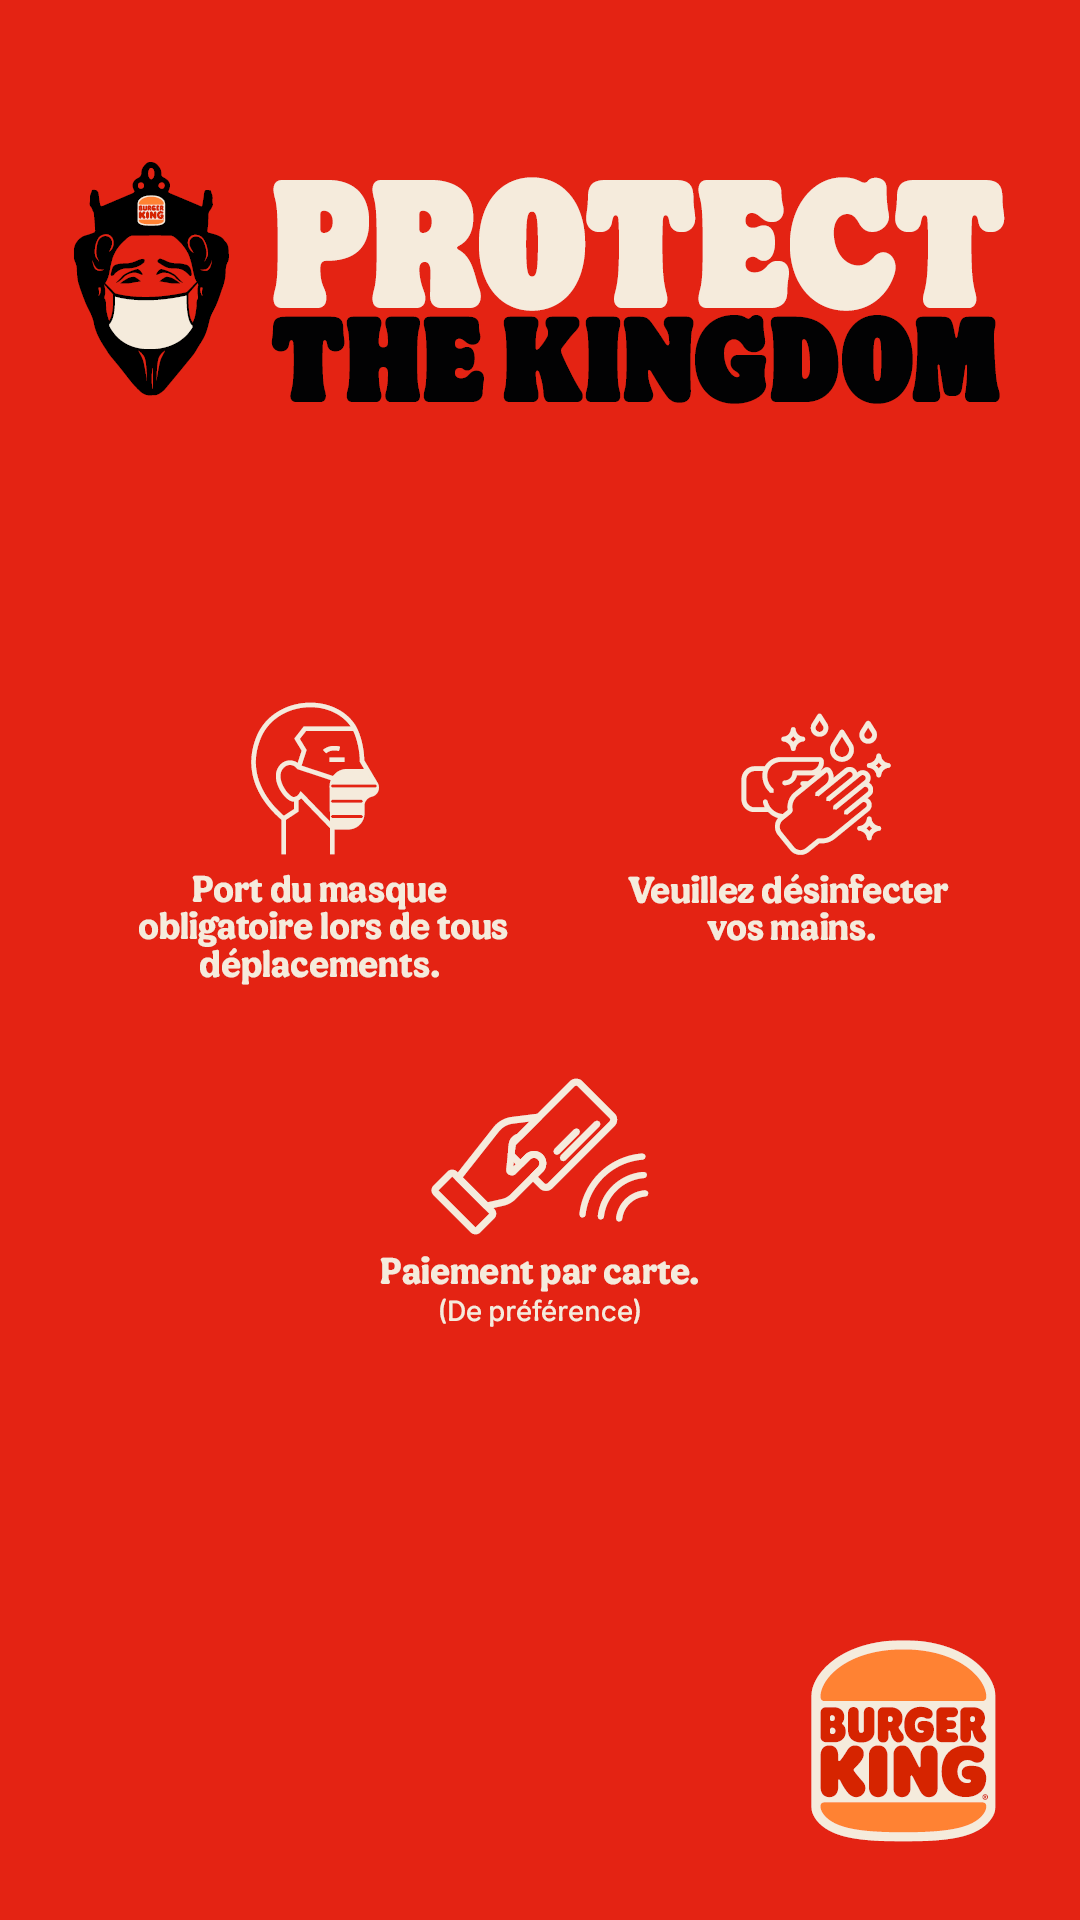 BURGER
KING
PROTECT
THE KINGDOM
Port du masque
obligatoire lors de tous
déplacements.
Veuillez désinfecter
vos mains.
Paiement par carte.
(De préférence)
BURGER
KING®